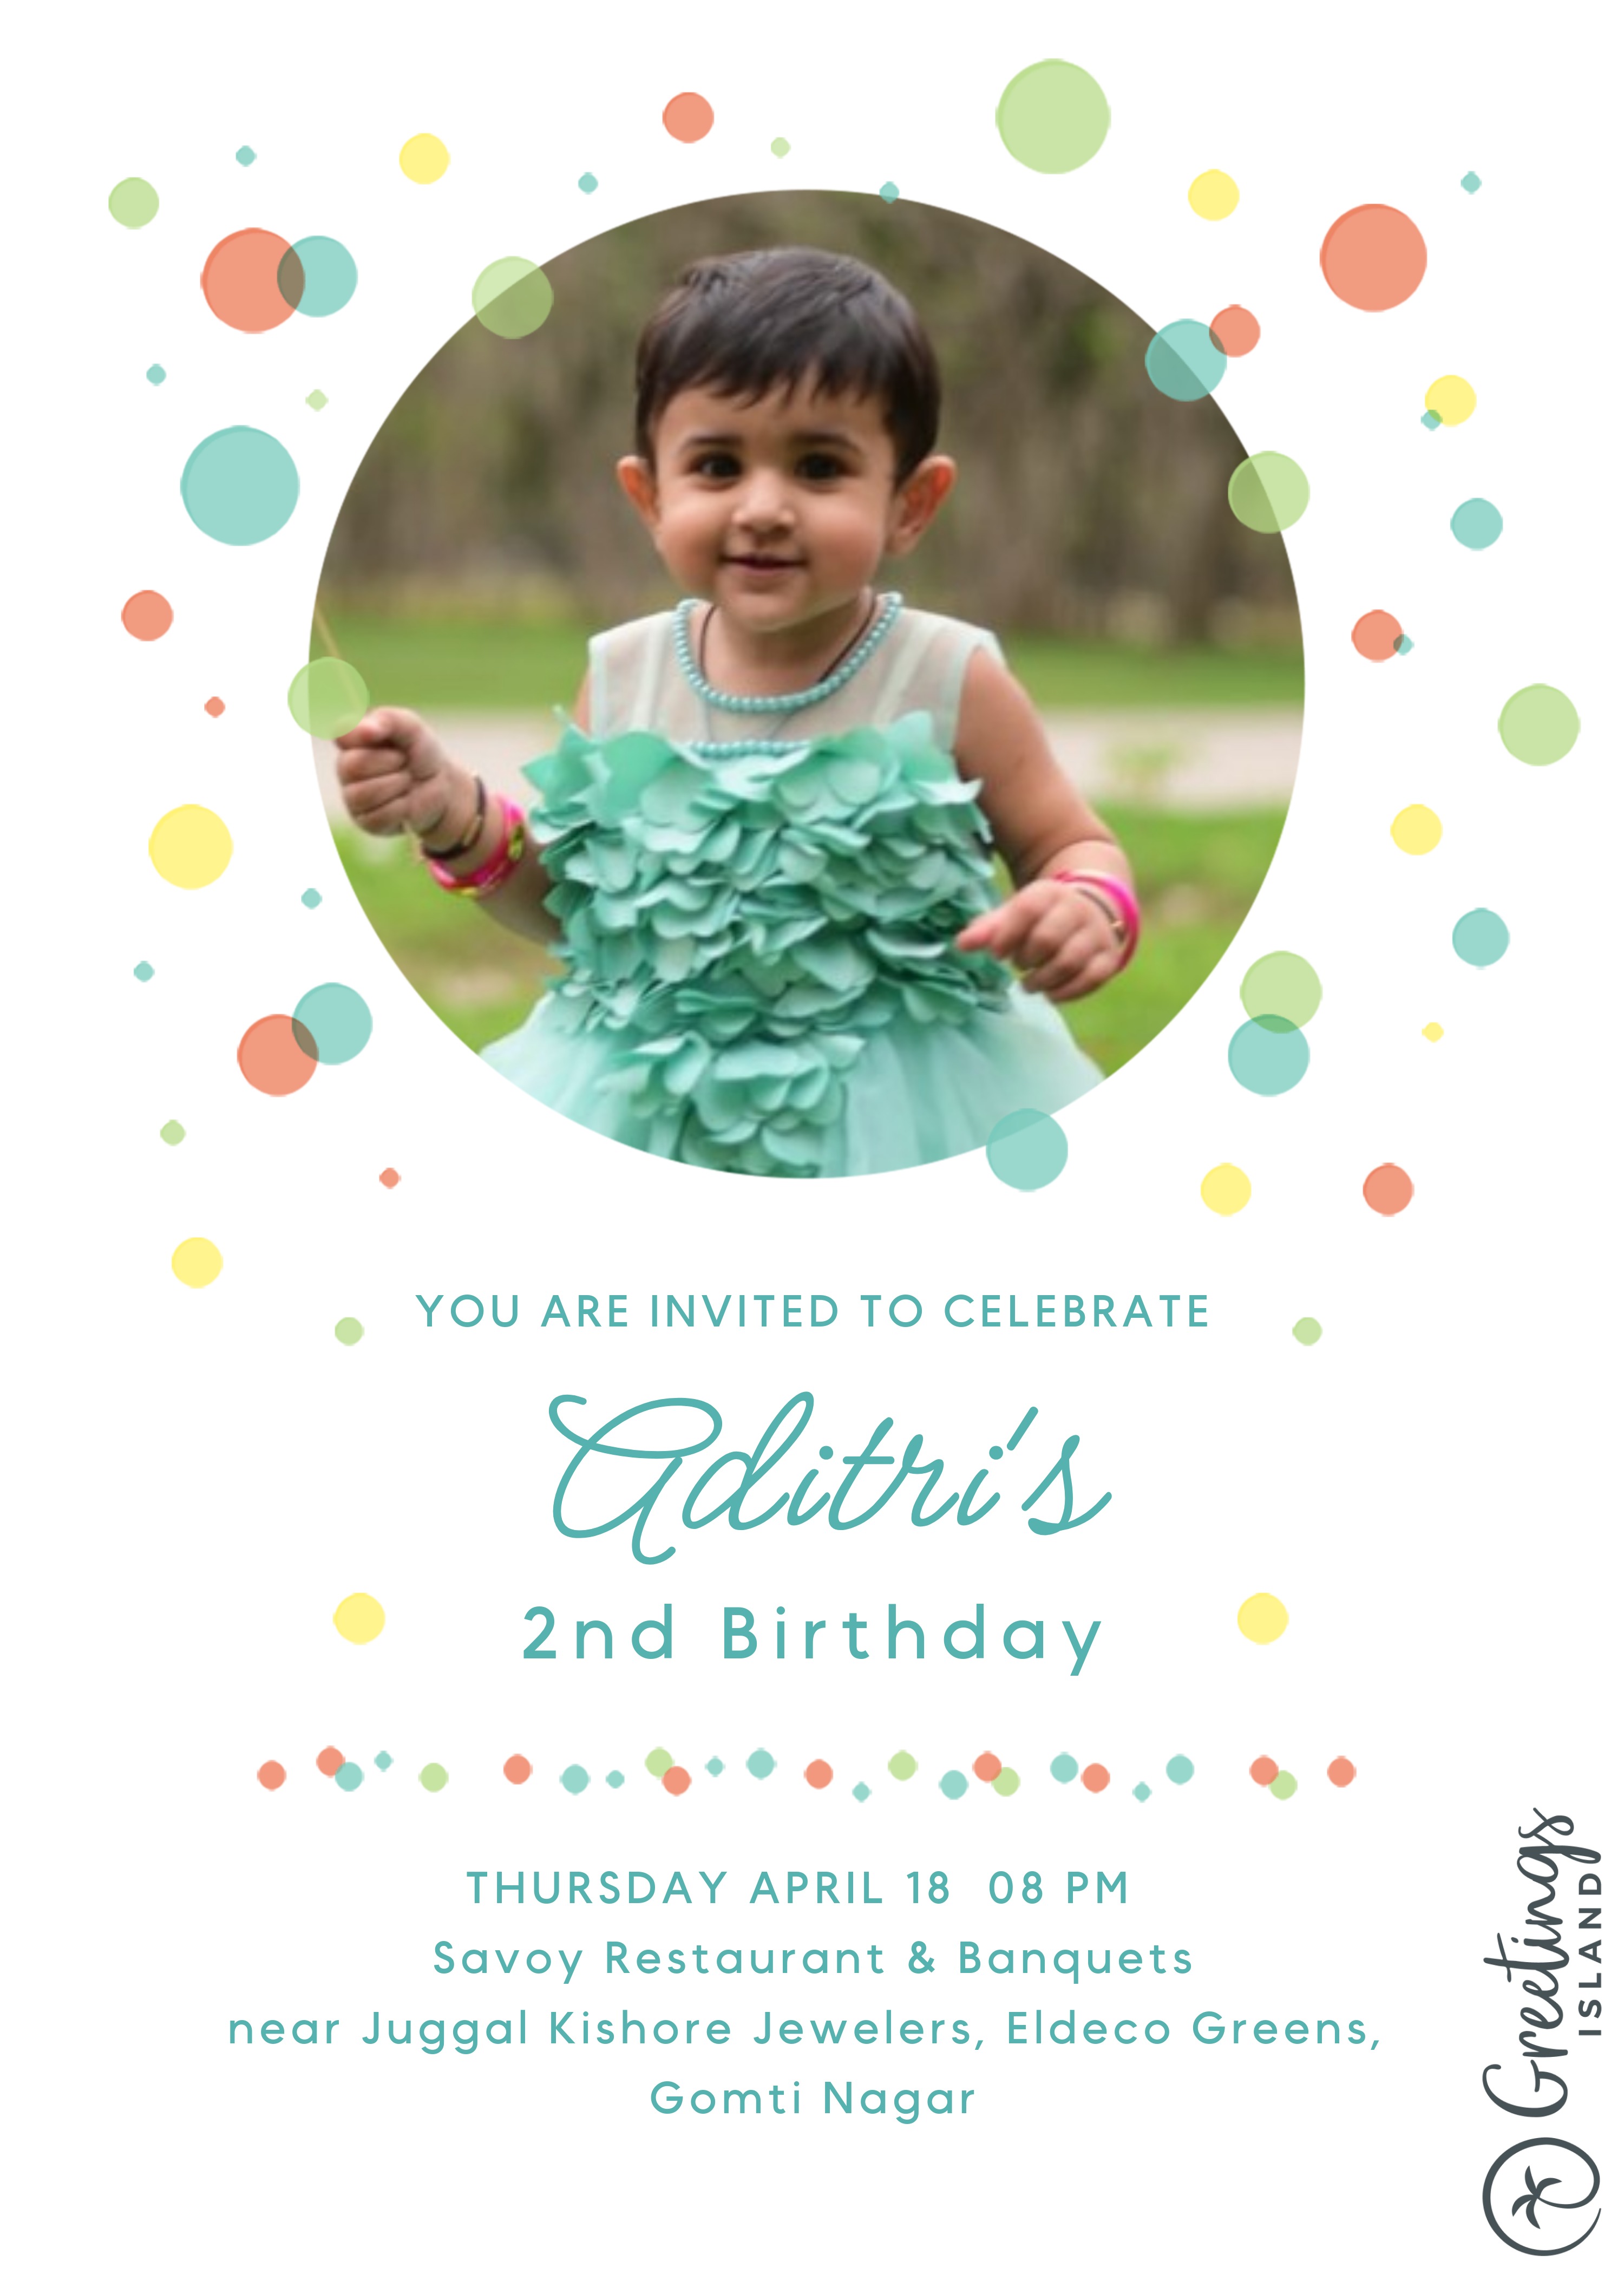 YOU ARE INVITED TO CELEBRATE
Aditri's
2nd Birthday
THURSDAY APRIL 18 08 PM
Savoy Restaurant & Banquets
near Juggal Kishore Jewelers, Eldeco Greens,
Gomti Nagar
Greetings
ISLAND